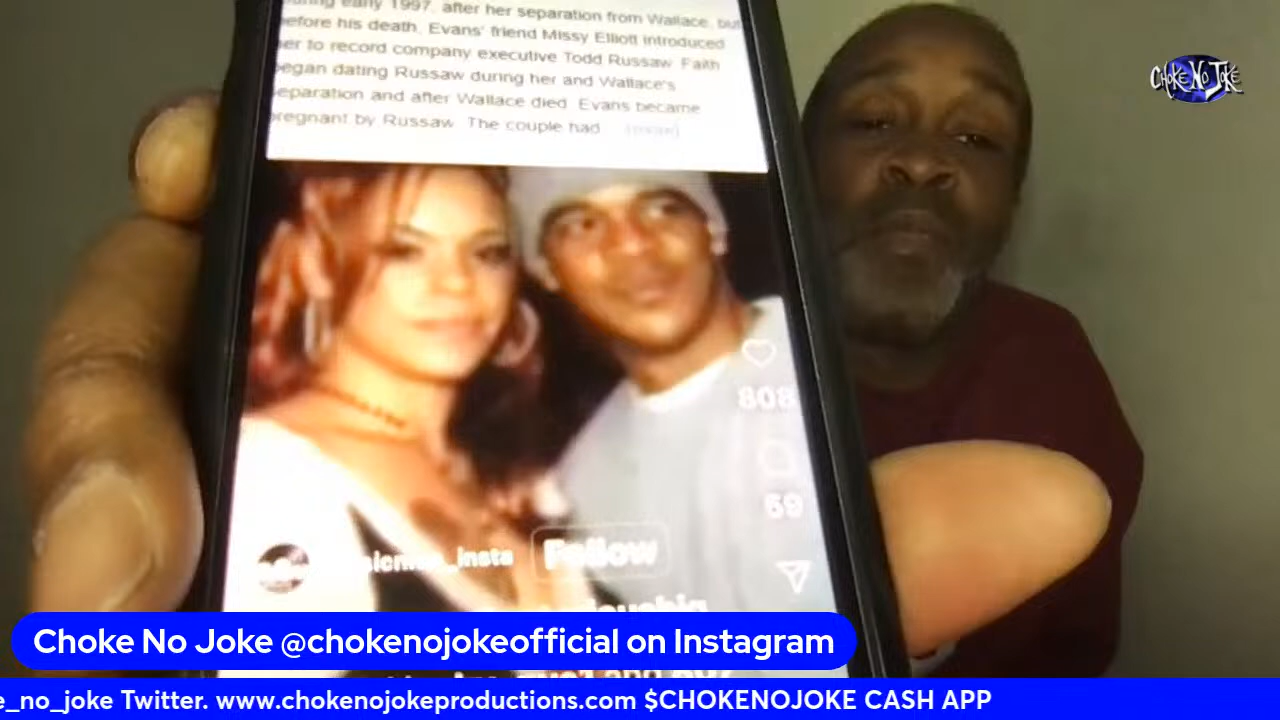 during early 1997, after her separation from Wallace, but
before his death, Evans' friend Missy Elliott introduced
her to record company executive Todd Russaw. Faith
began dating Russaw during her and Wallace's
separation and after Wallace died. Evans became
pregnant by Russaw. The couple had
CHOKE NO JOKE
808
59
_insta
Follow
Choke No Joke @chokenojokeofficial on Instagram
e_no_joke Twitter. www.chokenojokeproductions.com $CHOKENOJOKE CASH APP